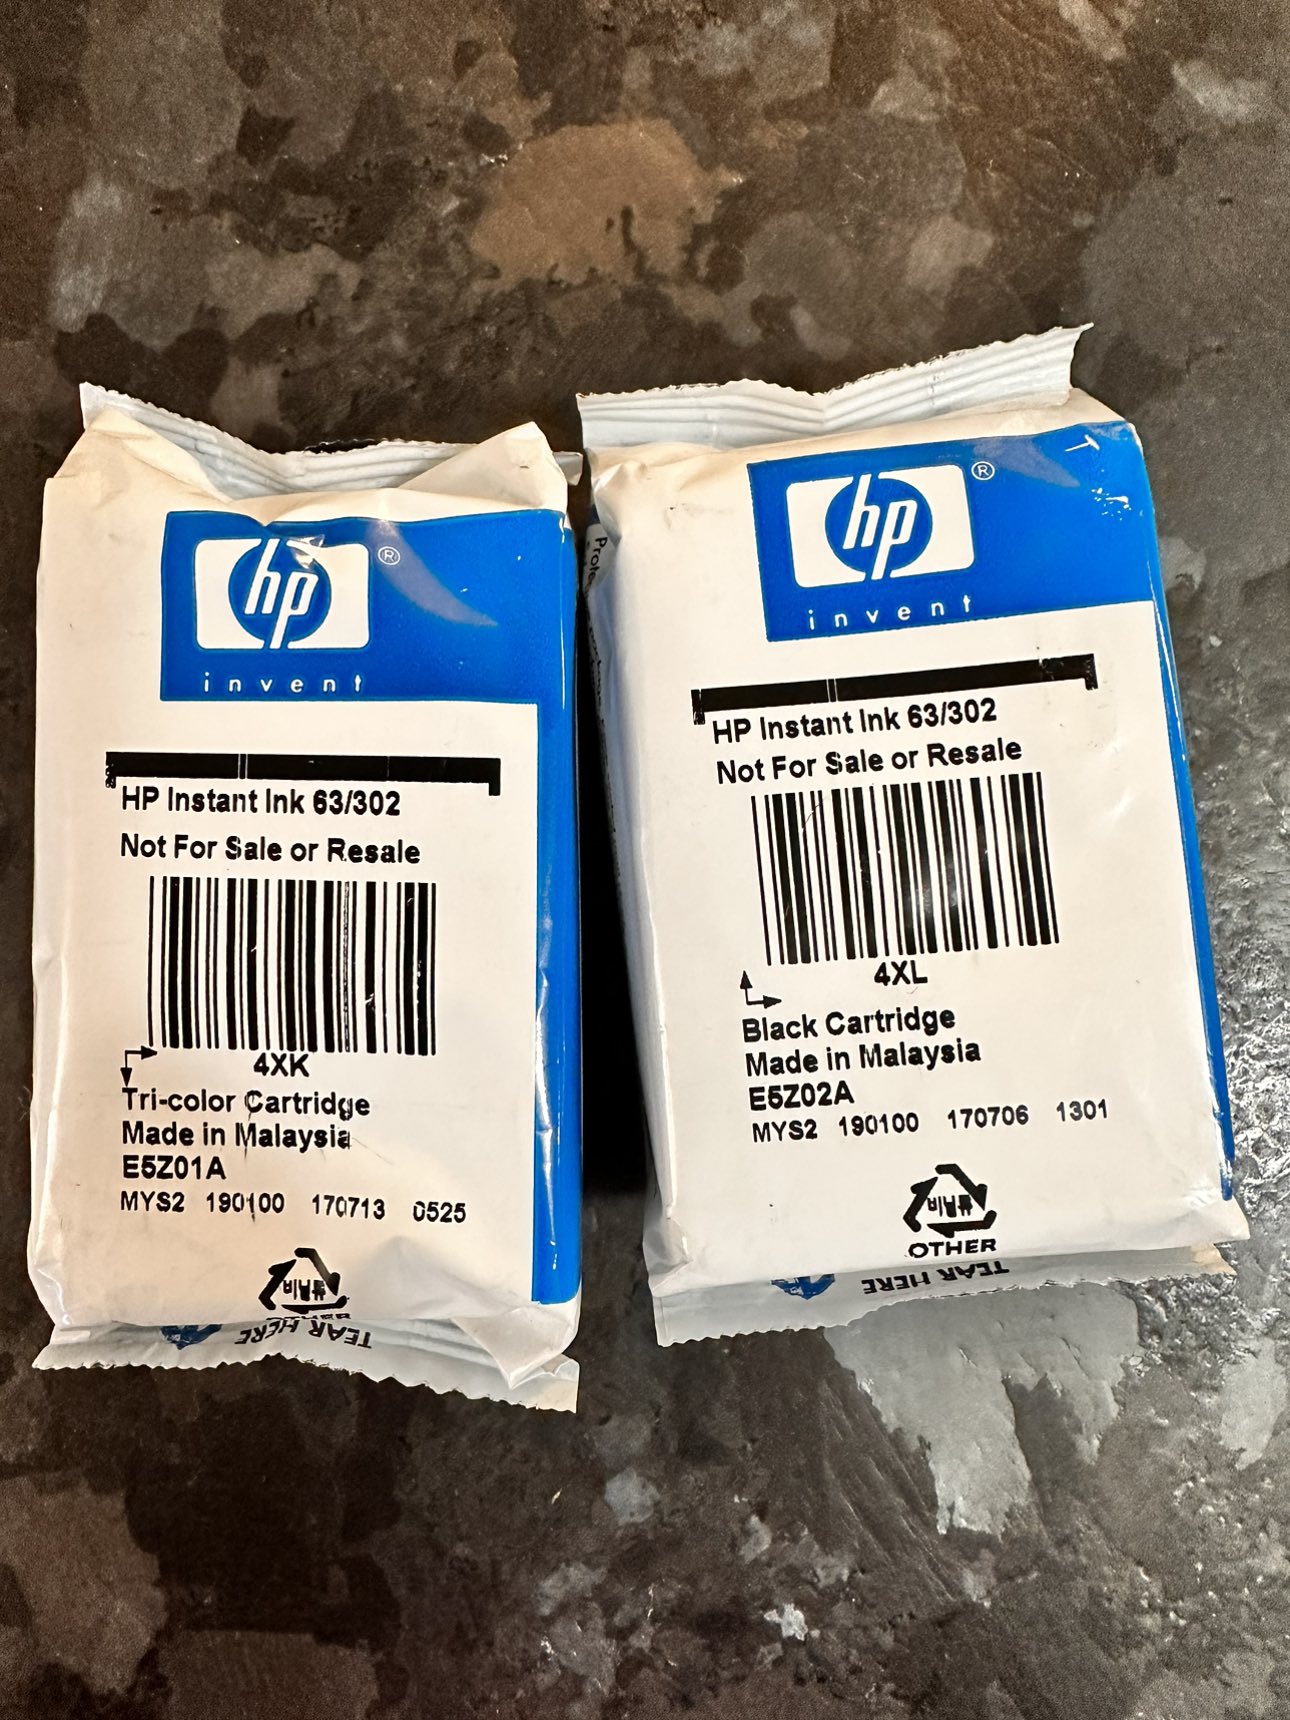 hp ®
invent
HP Instant Ink 63/302
Not For Sale or Resale
4XK
Tri-color Cartridge
Made in Malaysia
E5Z01A
MYS2 190100 170713 0525
TEAR HERE
hp ®
invent
HP Instant Ink 63/302
Not For Sale or Resale
4XL
Black Cartridge
Made in Malaysia
E5Z02A
MYS2 190100 170706 1301
OTHER
TEAR HERE